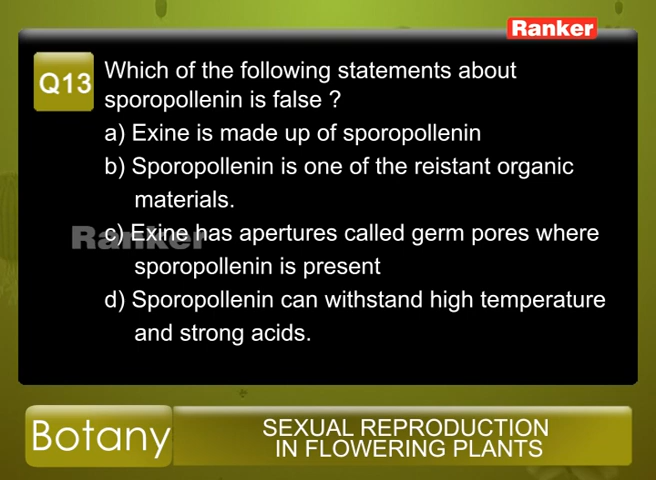 Ranker
Q13
Which of the following statements about
sporopollenin is false ?
a) Exine is made up of sporopollenin
b) Sporopollenin is one of the reistant organic
materials.
Ranker
c) Exine has apertures called germ pores where
sporopollenin is present
d) Sporopollenin can withstand high temperature
and strong acids.
Botany
SEXUAL REPRODUCTION
IN FLOWERING PLANTS